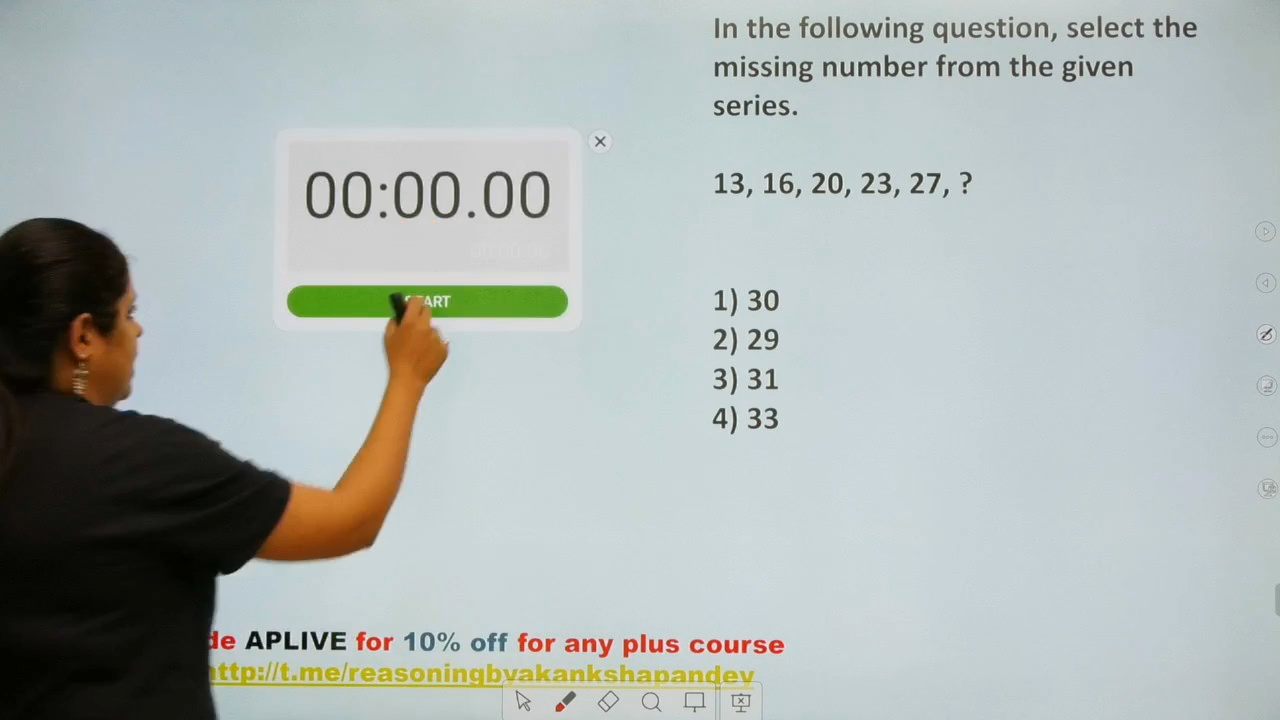 In the following question, select the
missing number from the given
series.
13, 16, 20, 23, 27, ?
00:00.00
START
1) 30
2) 29
3) 31
4) 33
de APLIVE for 10% off for any plus course
http://t.me/reasoningbyakankshapandey